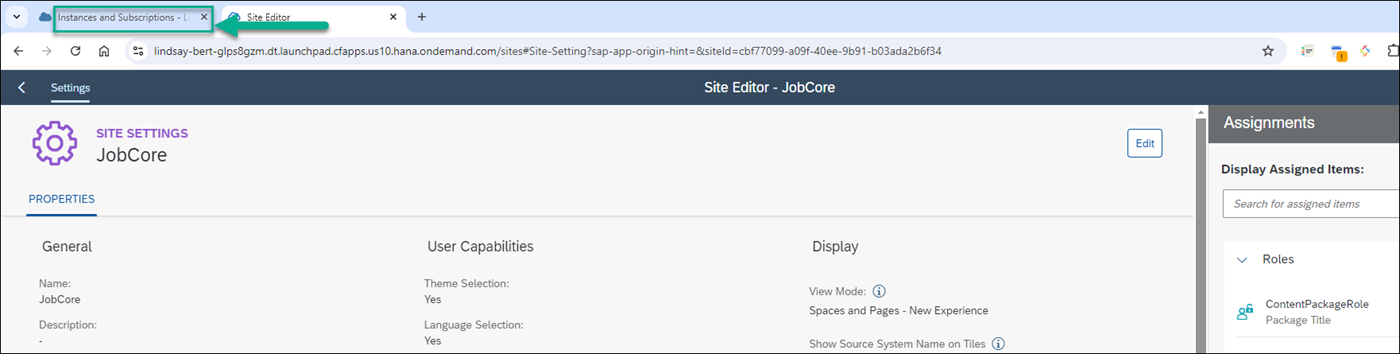 Instances and Subscriptions - L
Site Editor
lindsay-bert-glps8gzm.dt.launchpad.cfapps.us10.hana.ondemand.com/sites#Site-Setting?sap-app-origin-hint=&siteId=cbf77099-a09f-40ee-9b91-b03ada2b6f34
Settings
Site Editor - JobCore
SITE SETTINGS
JobCore
Edit
PROPERTIES
General
Name:
JobCore
Description:
-
User Capabilities
Theme Selection:
Yes
Language Selection:
Yes
Display
View Mode:
Spaces and Pages - New Experience
Show Source System Name on Tiles
Assignments
Display Assigned Items:
Search for assigned items
Roles
ContentPackageRole
Package Title